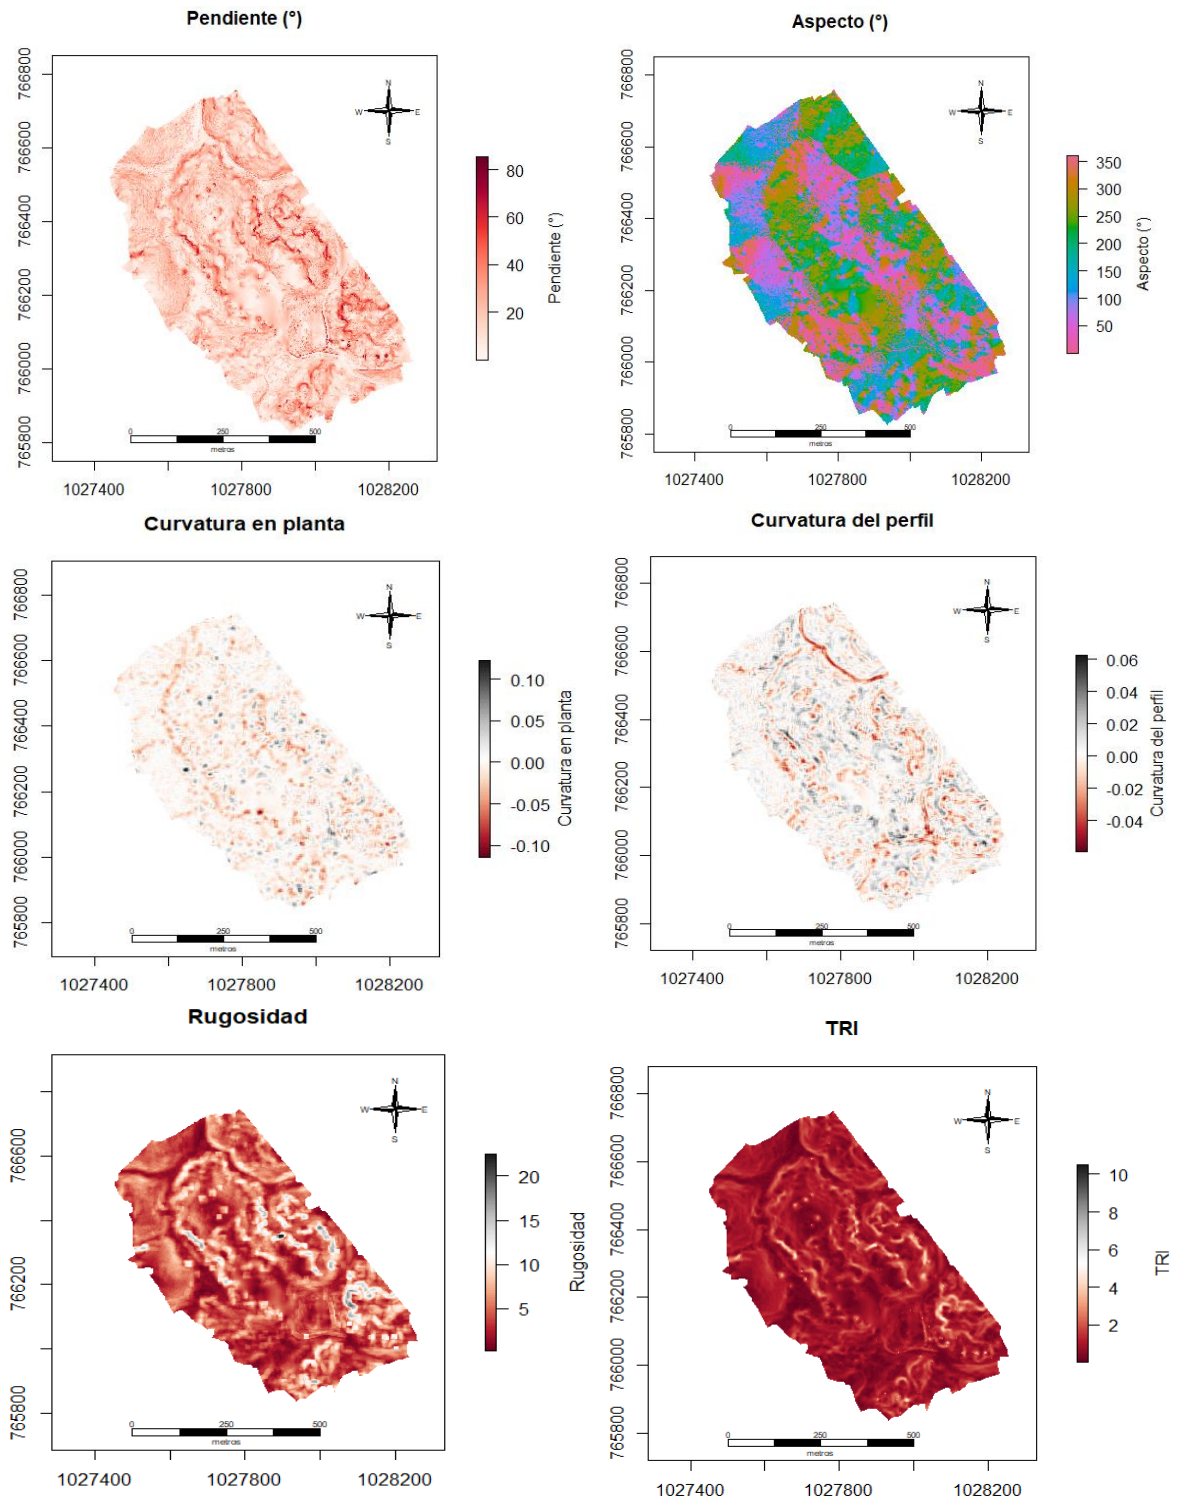 Pendiente (°)
765800 766000 766200 766400 766600 766800
N
W E
S
0 250 500
metros
1027400 1027800 1028200
80
60
40
20
Pendiente (°)
Aspecto (°)
765800 766000 766200 766400 766600 766800
N
W E
S
0 250 500
metros
1027400 1027800 1028200
350
300
250
200
150
100
50
Aspecto (°)
Curvatura en planta
765800 766000 766200 766400 766600 766800
N
W E
S
0 250 500
metros
1027400 1027800 1028200
0.10
0.05
0.00
-0.05
-0.10
Curvatura en planta
Curvatura del perfil
765800 766000 766200 766400 766600 766800
N
W E
S
0 250 500
metros
1027400 1027800 1028200
0.06
0.04
0.02
0.00
-0.02
-0.04
Curvatura del perfil
Rugosidad
765800 766200 766600
N
W E
S
0 250 500
metros
1027400 1027800 1028200
20
15
10
5
Rugosidad
TRI
765800 766000 766200 766400 766600 766800
N
W E
S
0 250 500
metros
1027400 1027800 1028200
10
8
6
4
2
TRI